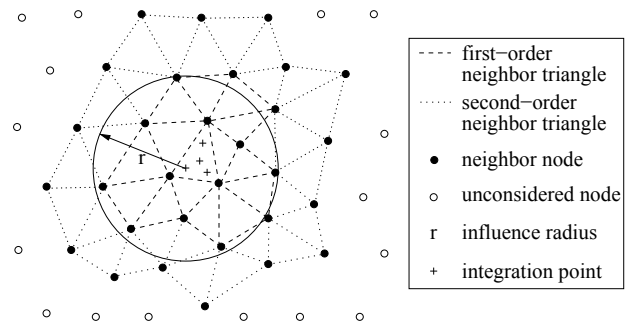 r
first−order
neighbor triangle
second−order
neighbor triangle
neighbor node
unconsidered node
r influence radius
integration point